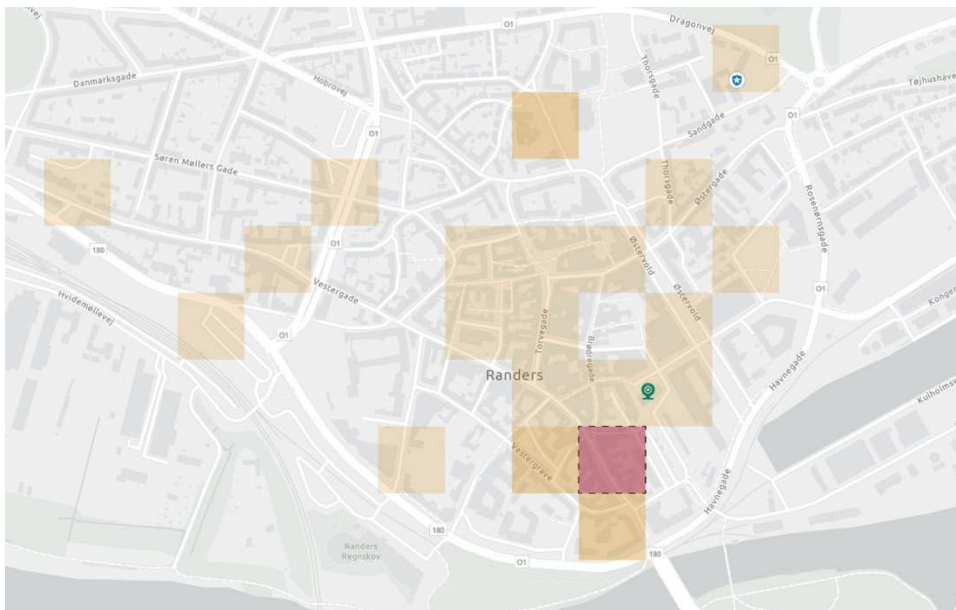 O1
Dragonvej
O1
Thorsgade
Tøjhushave
Danmarksgade
Hobrovej
Sandgade
O1
O1
Søren Møllers Gade
Thorsgade
Østergade
Rosenørnsgade
180
Østervold
Hvidemøllevej
Vestergade
Østervold
O1
Kongen
O1
Torvegade
Brødregade
Randers
Havnegade
Kulholmsv
Vestergrave
Havnegade
180
Randers
Regnskov
O1
180